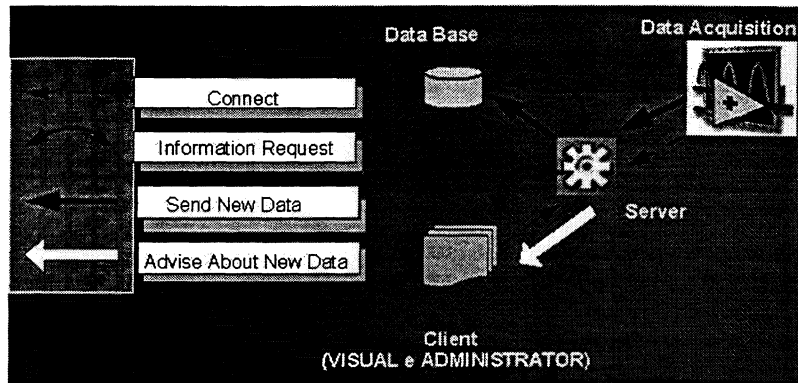 Data Base
Data Acquisition
Connect
Information Request
Send New Data
Advise About New Data
Server
Client
(VISUAL e ADMINISTRATOR)